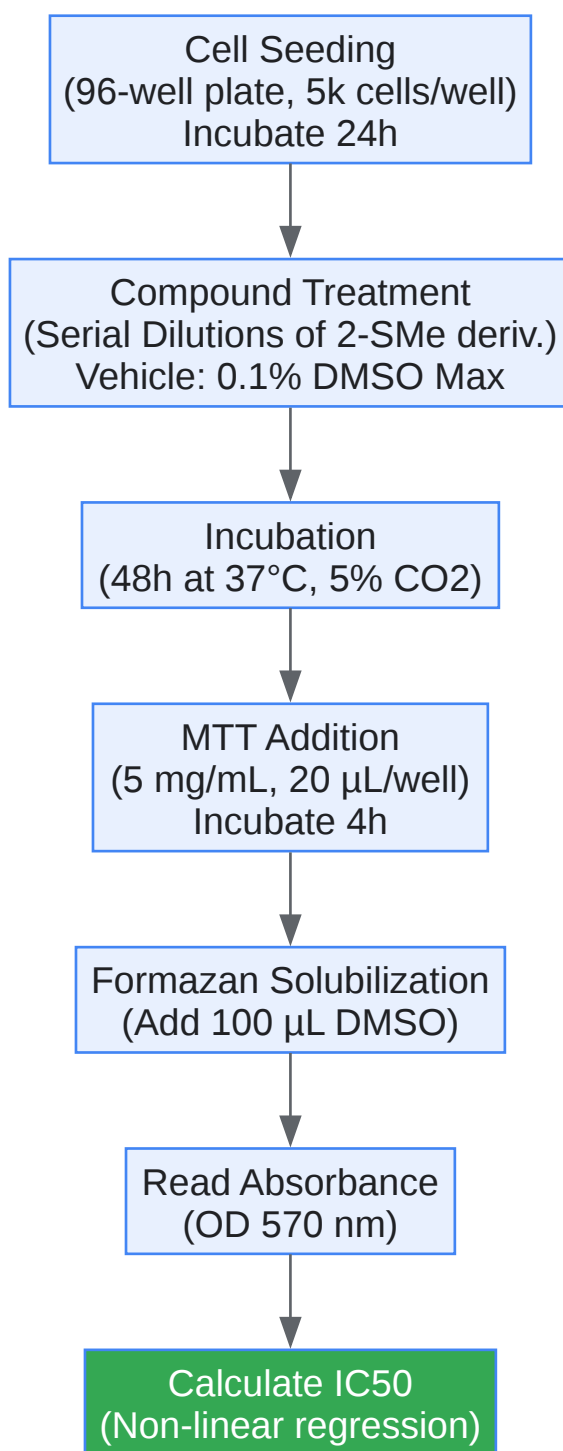 Cell Seeding
(96-well plate, 5k cells/well)
Incubate 24h
Compound Treatment
(Serial Dilutions of 2-SMe deriv.)
Vehicle: 0.1% DMSO Max
Incubation
(48h at 37°C, 5% CO2)
MTT Addition
(5 mg/mL, 20 µL/well)
Incubate 4h
Formazan Solubilization
(Add 100 µL DMSO)
Read Absorbance
(OD 570 nm)
Calculate IC50
(Non-linear regression)